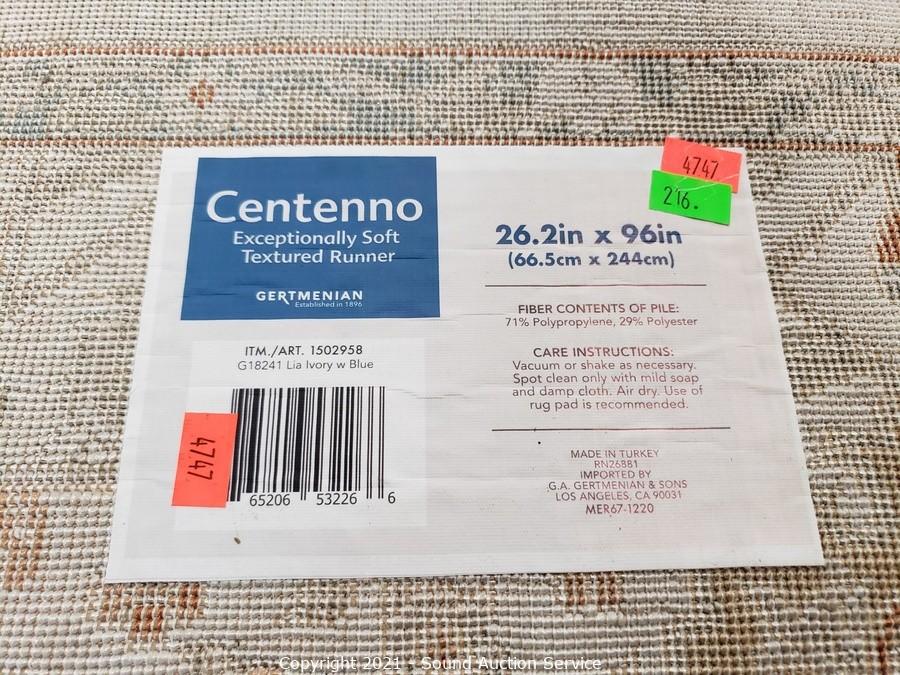 Centenno
Exceptionally Soft
Textured Runner
GERTMENIAN
Established in 1896
ITM./ART. 1502958
G18241 Lia Ivory w Blue
4747
65206 53226 6
4747
216.
26.2in x 96in
(66.5cm x 244cm)
FIBER CONTENTS OF PILE:
71% Polypropylene, 29% Polyester
CARE INSTRUCTIONS:
Vacuum or shake as necessary.
Spot clean only with mild soap
and damp cloth. Air dry. Use of
rug pad is recommended.
MADE IN TURKEY
RN26881
IMPORTED BY
G.A. GERTMENIAN & SONS
LOS ANGELES, CA 90031
MER67-1220
Copyright 2021 - Sound Auction Service